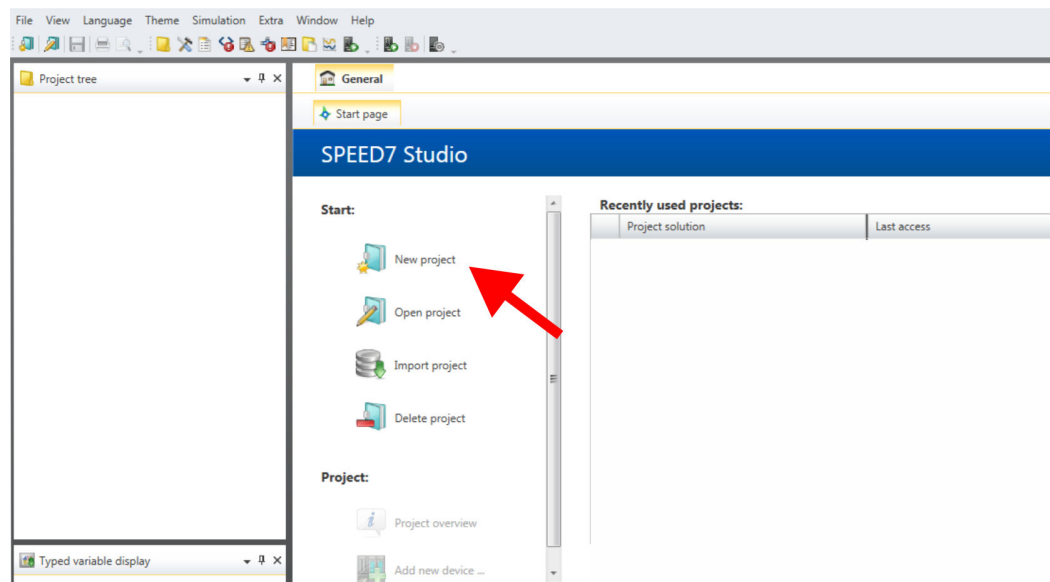 File View Language Theme Simulation Extra Window Help
Project tree
General
Start page
SPEED7 Studio
Start:
New project
Open project
Import project
Delete project
Project:
Project overview
Add new device ...
Recently used projects:
Project solution Last access
Typed variable display